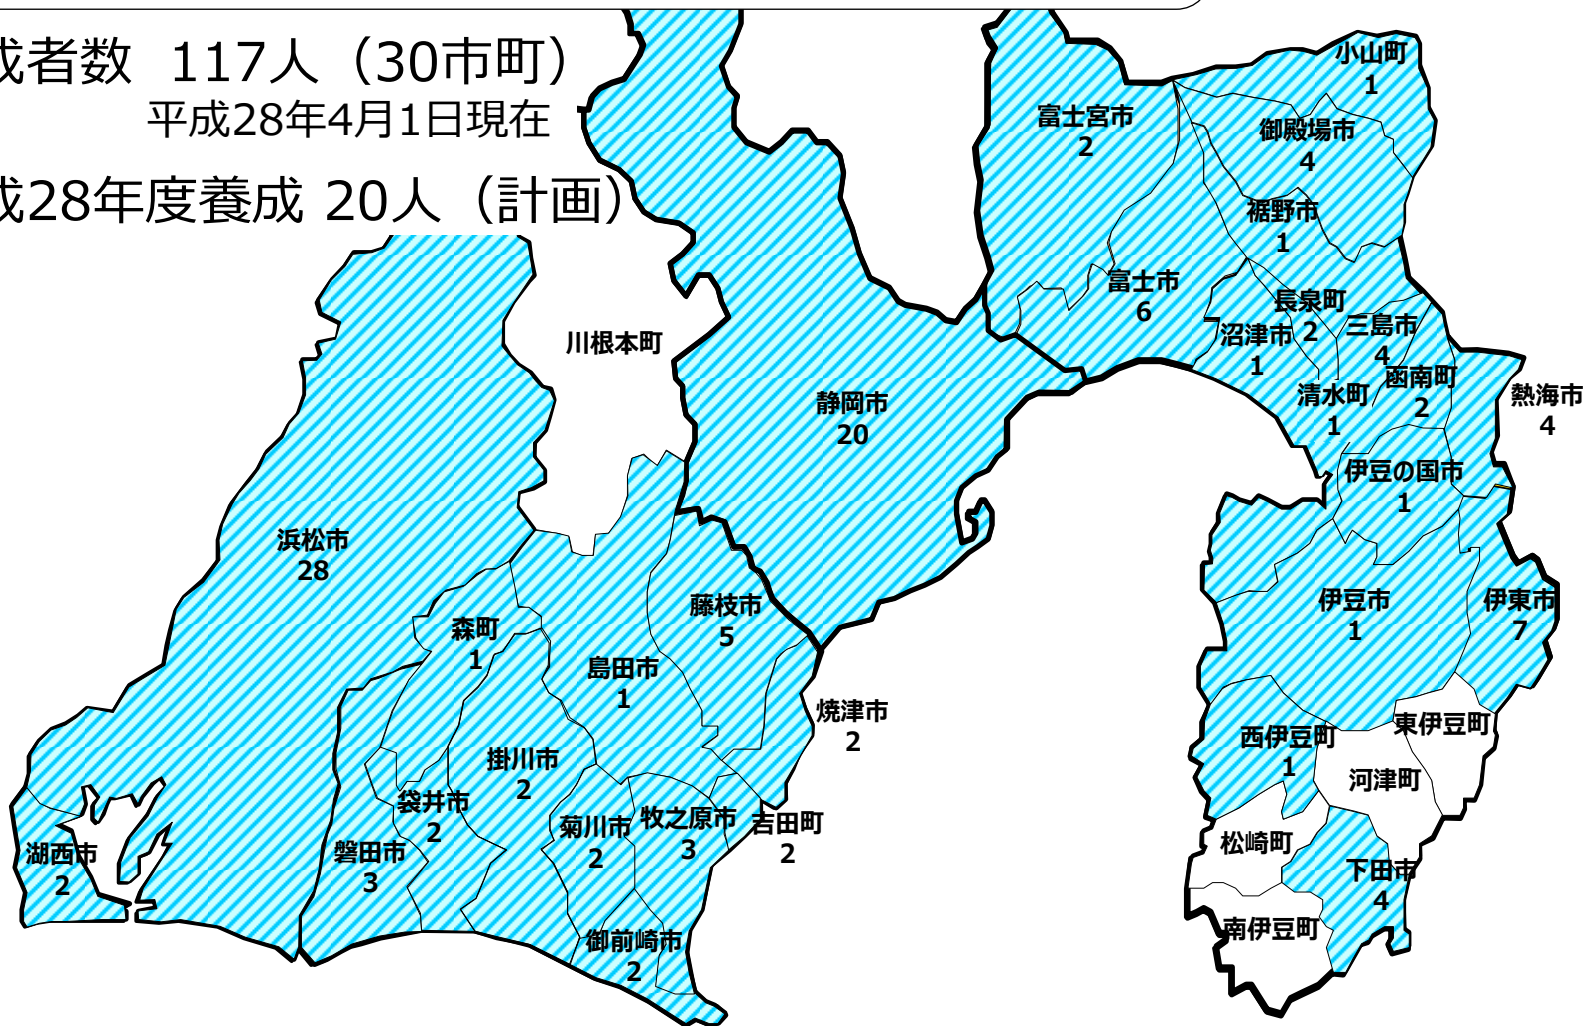 成者数 117人（30市町）
平成28年4月1日現在
成28年度養成 20人（計画）
小山町
1
富士宮市
2
御殿場市
4
裾野市
1
富士市
6
長泉町
2
沼津市
1
三島市
4
函南町
2
清水町
1
熱海市
4
川根本町
静岡市
20
伊豆の国市
1
浜松市
28
伊豆市
1
伊東市
7
藤枝市
5
森町
1
島田市
1
焼津市
2
東伊豆町
西伊豆町
1
河津町
掛川市
2
袋井市
2
菊川市
2
牧之原市
3
吉田町
2
松崎町
磐田市
3
湖西市
2
下田市
4
南伊豆町
御前崎市
2